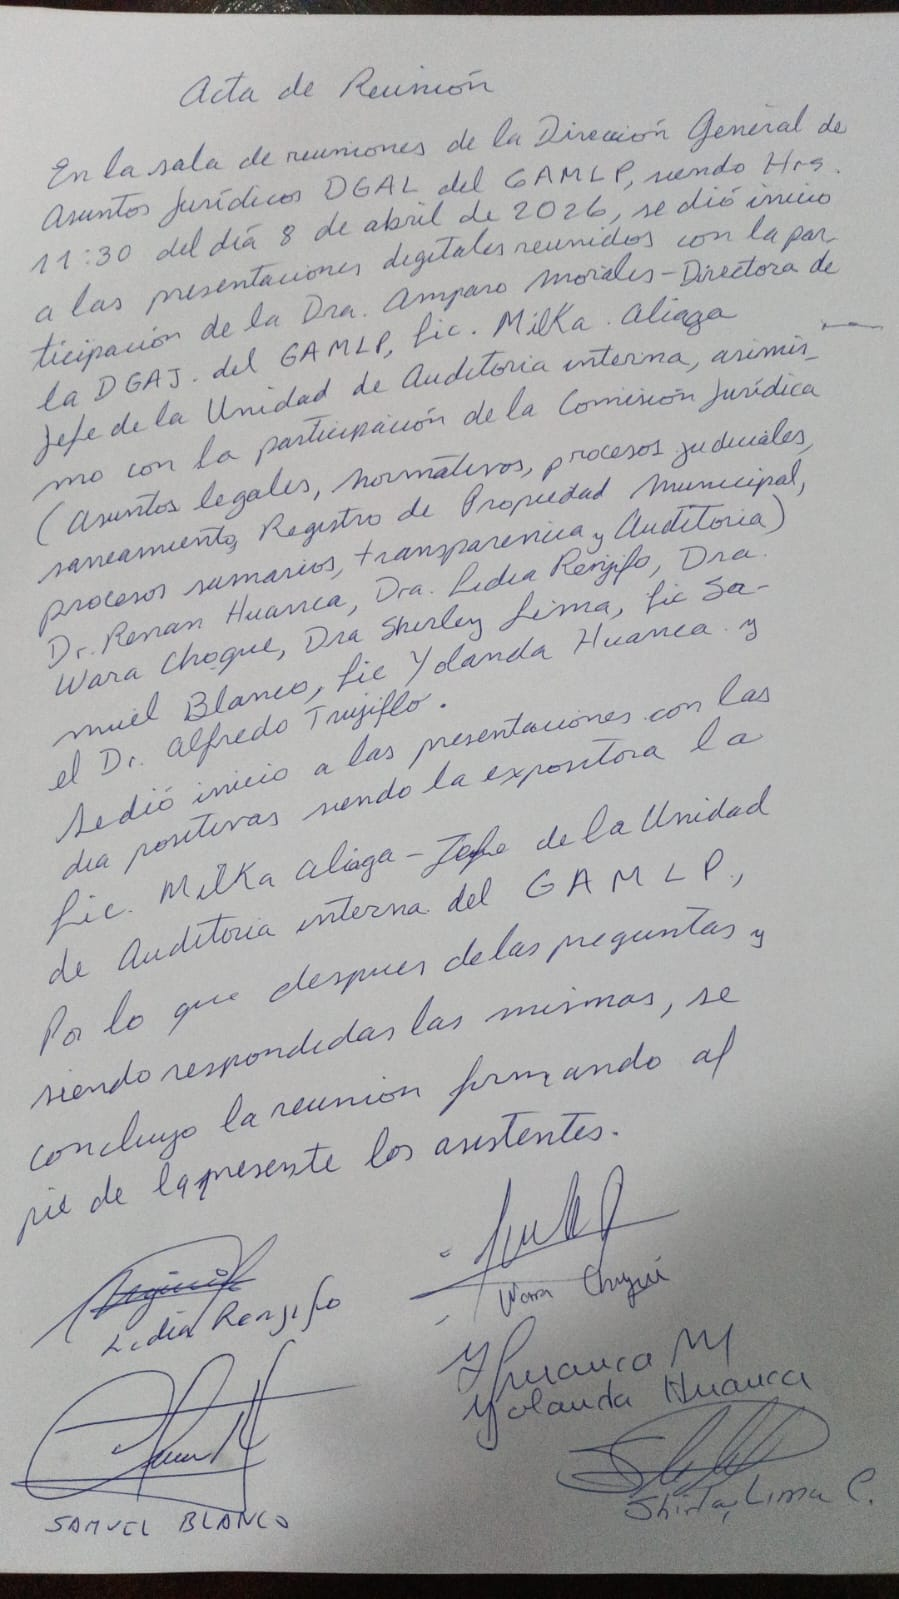 Acta de Reunión
En la sala de reuniones de la Dirección General de
Asuntos Jurídicos DGAL del GAMLP, siendo Hrs.
11:30 del día 8 de abril de 2026, se dió inicio
a las presentaciones digitales reunidos con la par-
ticipación de la Dra. Amparo Morales - Directora de
la DGAJ. del GAMLP, Lic. Milka. Aliaga
Jefe de la Unidad de Auditoria interna, asimis-
mo con la participación de la Comisión Jurídica
(Asuntos legales, normativos, procesos judiciales,
saneamiento, Registro de Propiedad Municipal,
procesos sumarios, transparencia y Auditoria)
Dr. Renan Huanca, Dra. Lidia Renjifo, Dra.
Wara Choque, Dra Shirley Lima, Lic Sa-
muel Blanco, Lic Yolanda Huanca y
el Dr. Alfredo Trujillo.
Se dió inicio a las presentaciones con las
dia positivas siendo la expositora la
Lic. Milka Aliaga - Jefe de la Unidad
de Auditoria interna del GAMLP.,
Por lo que despues de las preguntas y
siendo respondidas las mismas, se
concluyo la reunion firmando al
pie de la presente los asistentes.
Lidia Renjifo
Wara
Yhuanca M
Yolanda Huanca
SAMUEL BLANCO
Shirley Lima C.